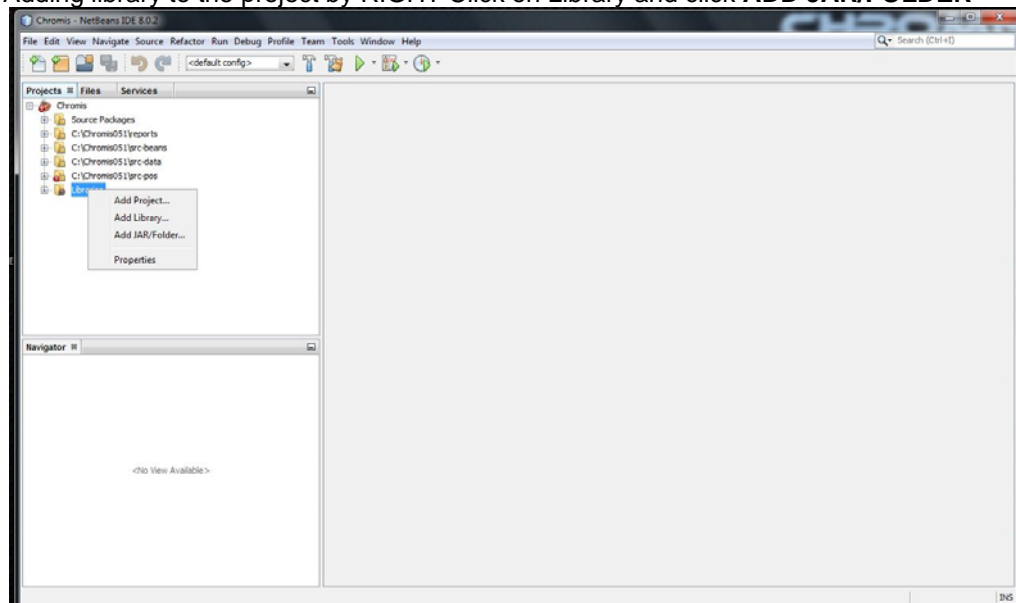 Adding library to the project by RIGHT Click on Library and click ADD JAR/FOLDER
Chromis - NetBeans IDE 8.0.2
File Edit View Navigate Source Refactor Run Debug Profile Team Tools Window Help
Search (Ctrl+I)
<default config>
Projects Files Services
Chromis
Source Packages
C:\Chromis051\reports
C:\Chromis051\src-beans
C:\Chromis051\src-data
C:\Chromis051\src-pos
Libraries
Add Project...
Add Library...
Add JAR/Folder...
Properties
Navigator
<No View Available>
INS